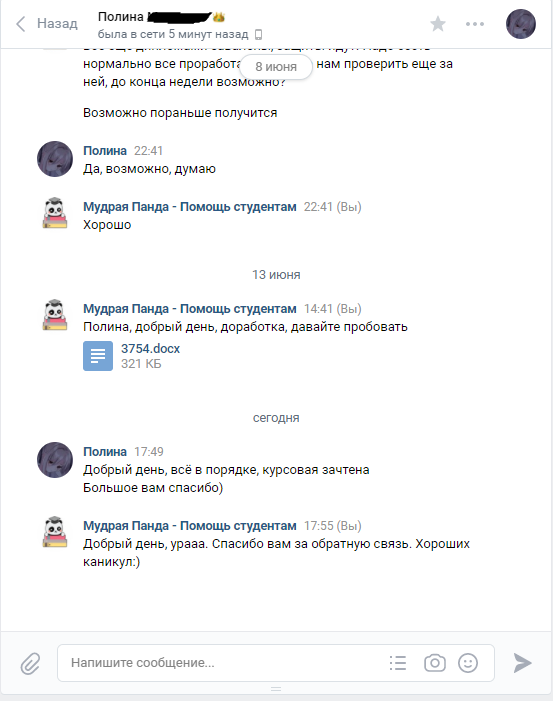 Назад
Полина
была в сети 5 минут назад
8 июня
нормально все проработа нам проверить еще за
ней, до конца недели возможно?
Возможно пораньше получится
Полина 22:41
Да, возможно, думаю
Мудрая Панда - Помощь студентам 22:41 (Вы)
Хорошо
13 июня
Мудрая Панда - Помощь студентам 14:41 (Вы)
Полина, добрый день, доработка, давайте пробовать
3754.docx
321 КБ
сегодня
Полина 17:49
Добрый день, всё в порядке, курсовая зачтена
Большое вам спасибо)
Мудрая Панда - Помощь студентам 17:55 (Вы)
Добрый день, урааа. Спасибо вам за обратную связь. Хороших
каникул:)
Напишите сообщение...